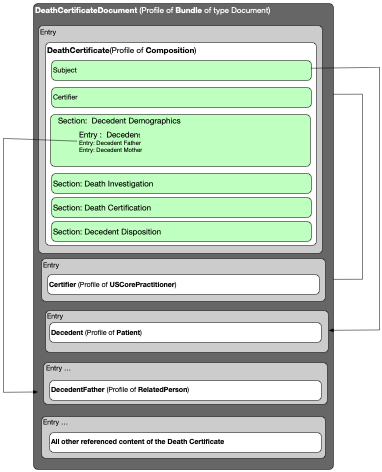 DeathCertificateDocument (Profile of Bundle of type Document)
Entry
DeathCertificate(Profile of Composition)
Subject
Certifier
Section: Decedent Demographics
Entry : Decedent
Entry: Decedent Father
Entry: Decedent Mother
Section: Death Investigation
Section: Death Certification
Section: Decedent Disposition
Entry
Certifier (Profile of USCorePractitioner)
Entry
Decedent (Profile of Patient)
Entry ...
DecedentFather (Profile of RelatedPerson)
Entry ...
All other referenced content of the Death Certificate